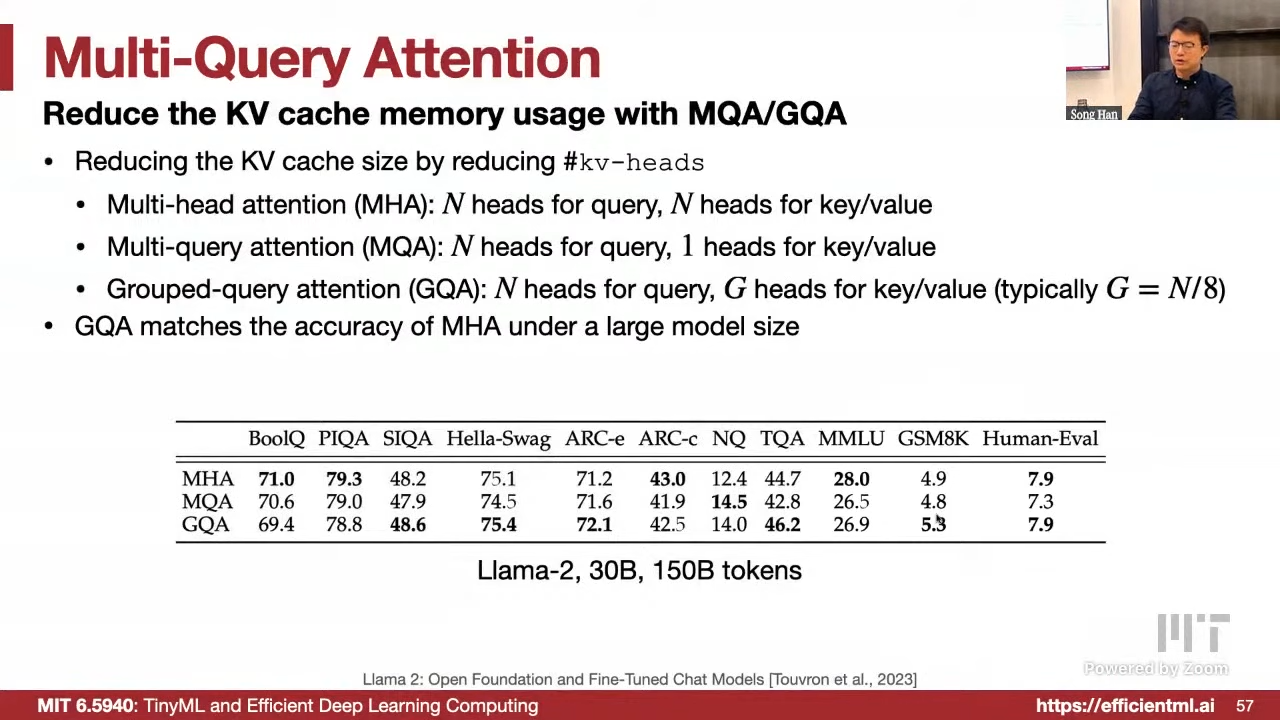 Multi-Query Attention
Song Han
Reduce the KV cache memory usage with MQA/GQA
• Reducing the KV cache size by reducing #kv-heads
• Multi-head attention (MHA): N heads for query, N heads for key/value
• Multi-query attention (MQA): N heads for query, 1 heads for key/value
• Grouped-query attention (GQA): N heads for query, G heads for key/value (typically G = N/8)
• GQA matches the accuracy of MHA under a large model size
BoolQ PIQA SIQA Hella-Swag ARC-e ARC-c NQ TQA MMLU GSM8K Human-Eval
MHA 71.0 79.3 48.2 75.1 71.2 43.0 12.4 44.7 28.0 4.9 7.9
MQA 70.6 79.0 47.9 74.5 71.6 41.9 14.5 42.8 26.5 4.8 7.3
GQA 69.4 78.8 48.6 75.4 72.1 42.5 14.0 46.2 26.9 5.3 7.9
Llama-2, 30B, 150B tokens
MIT
Powered by Zoom
Llama 2: Open Foundation and Fine-Tuned Chat Models [Touvron et al., 2023]
MIT 6.5940: TinyML and Efficient Deep Learning Computing https://efficientml.ai 57